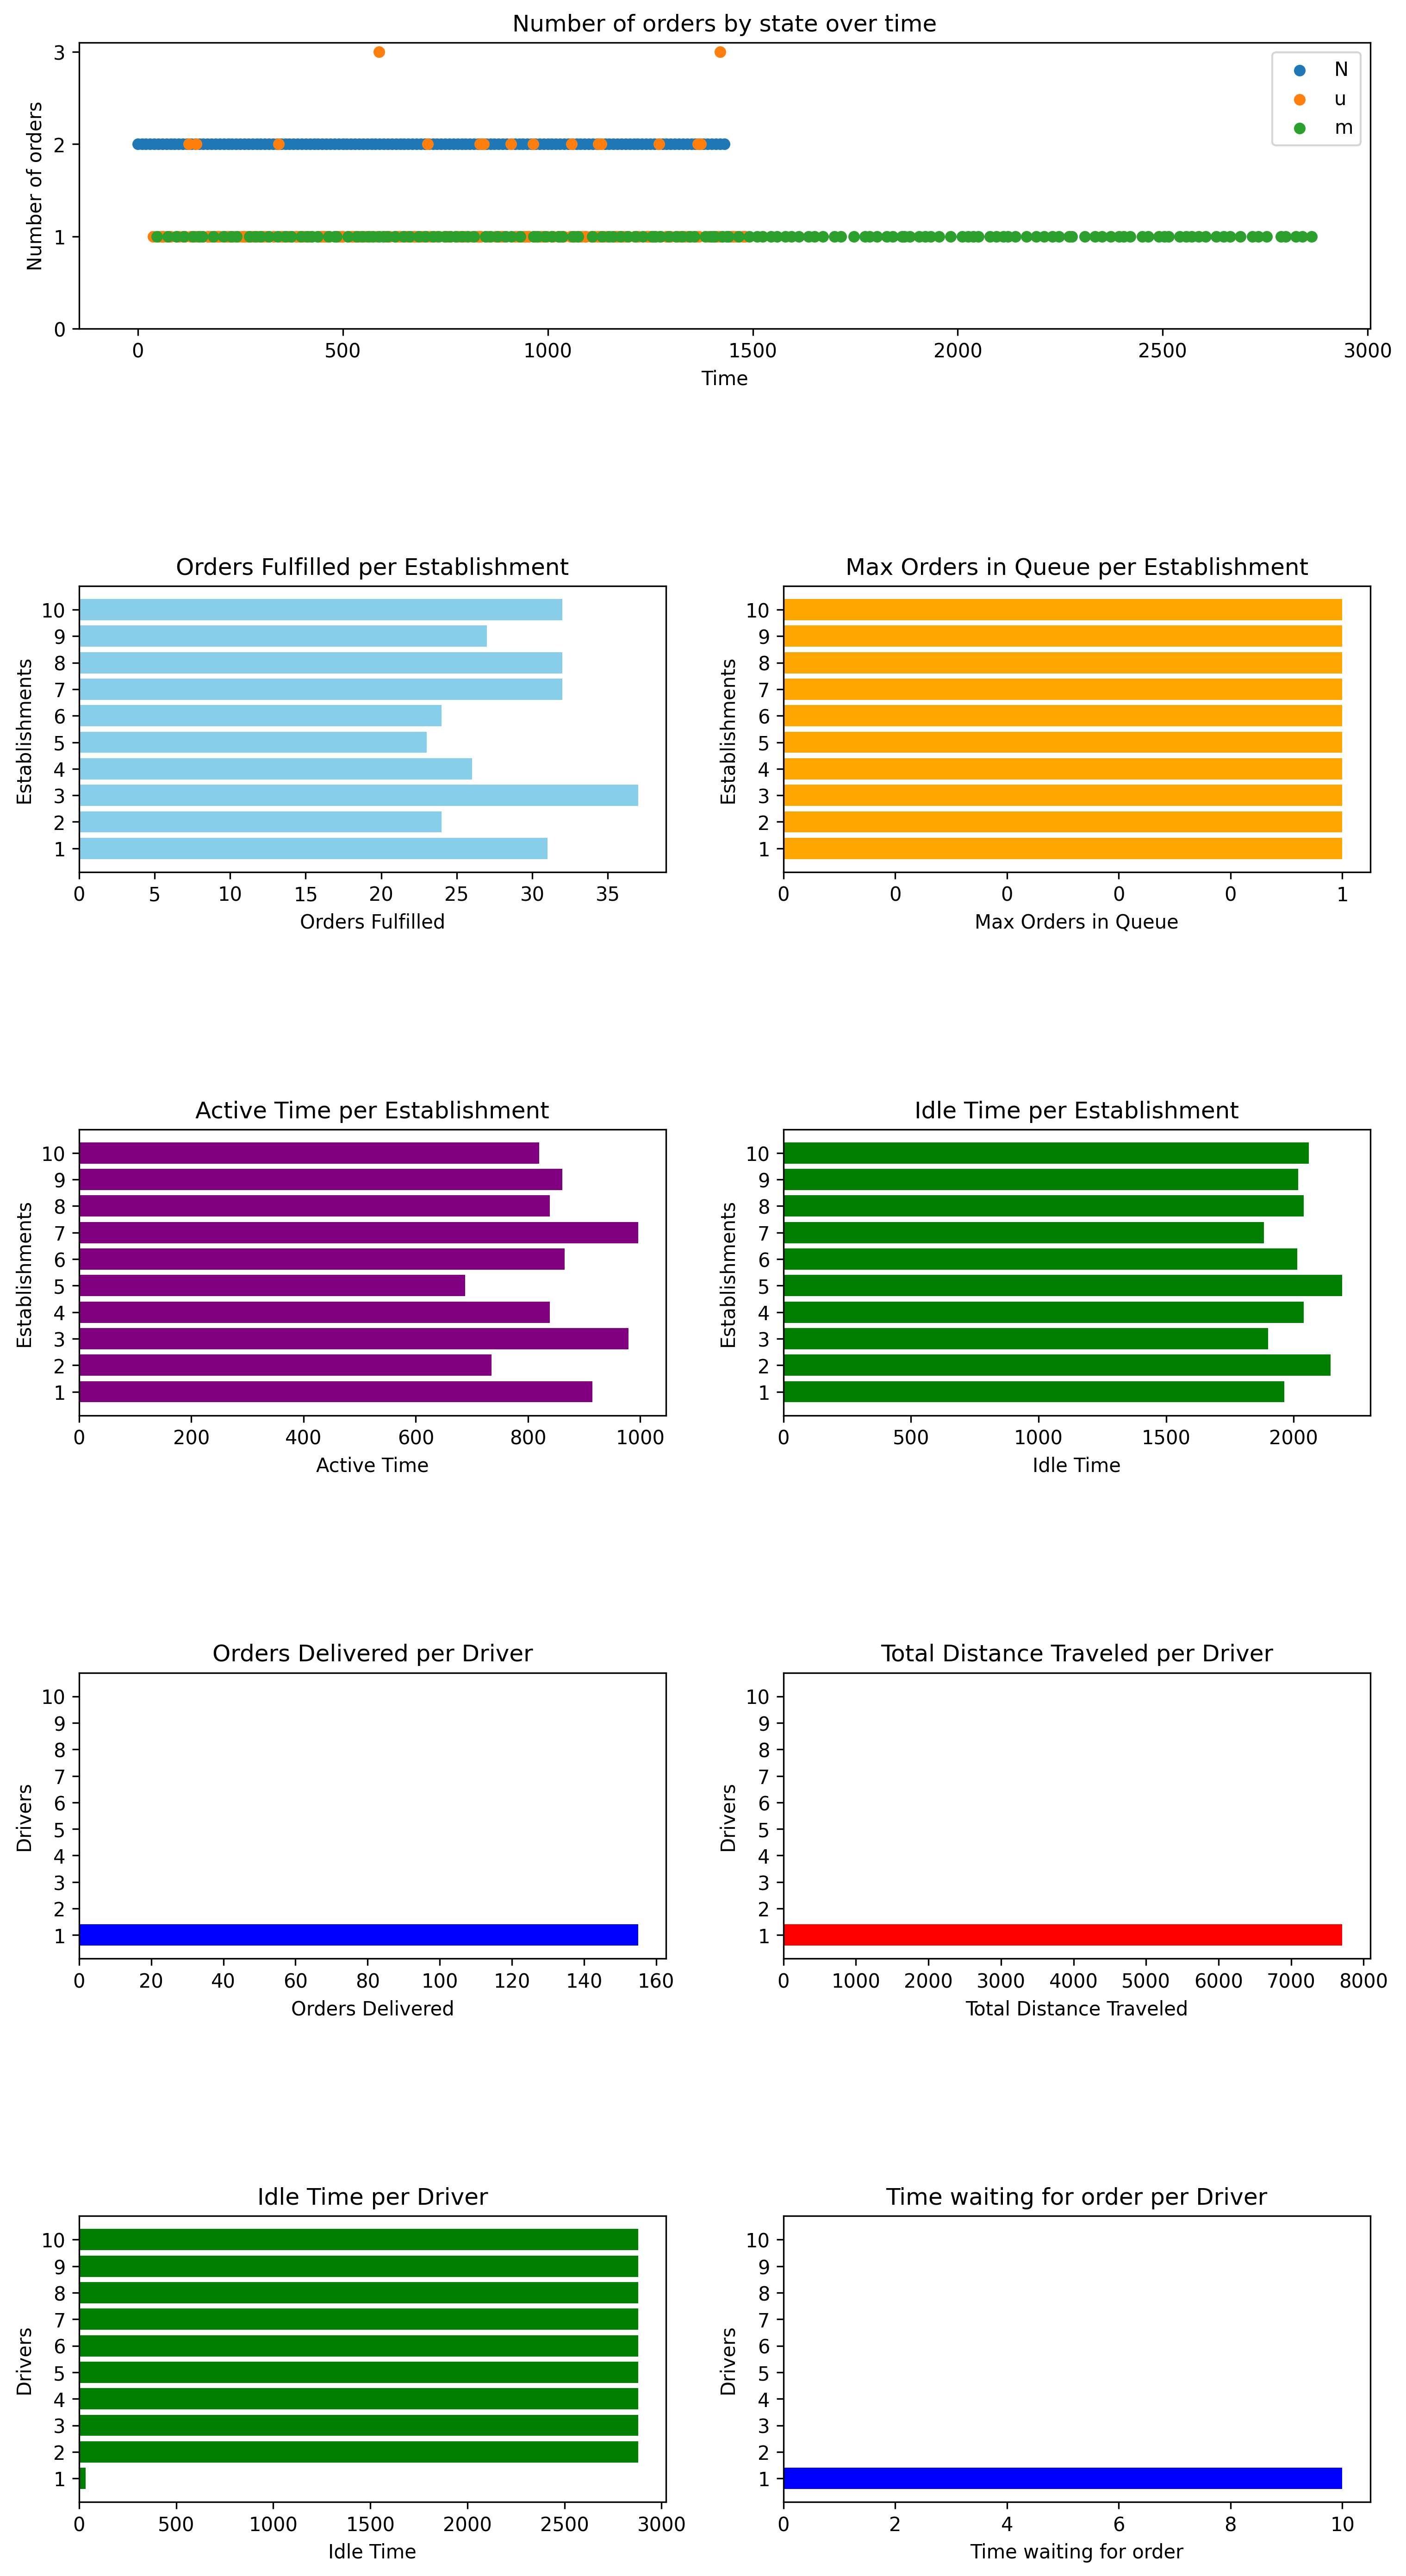 Number of orders by state over time
3
2
1
0
Number of orders
N
u
m
0 500 1000 1500 2000 2500 3000
Time
Orders Fulfilled per Establishment
10
9
8
7
6
5
4
3
2
1
Establishments
0 5 10 15 20 25 30 35
Orders Fulfilled
Max Orders in Queue per Establishment
10
9
8
7
6
5
4
3
2
1
Establishments
0 0 0 0 0 1
Max Orders in Queue
Active Time per Establishment
10
9
8
7
6
5
4
3
2
1
Establishments
0 200 400 600 800 1000
Active Time
Idle Time per Establishment
10
9
8
7
6
5
4
3
2
1
Establishments
0 500 1000 1500 2000
Idle Time
Orders Delivered per Driver
10
9
8
7
6
5
4
3
2
1
Drivers
0 20 40 60 80 100 120 140 160
Orders Delivered
Total Distance Traveled per Driver
10
9
8
7
6
5
4
3
2
1
Drivers
0 1000 2000 3000 4000 5000 6000 7000 8000
Total Distance Traveled
Idle Time per Driver
10
9
8
7
6
5
4
3
2
1
Drivers
0 500 1000 1500 2000 2500 3000
Idle Time
Time waiting for order per Driver
10
9
8
7
6
5
4
3
2
1
Drivers
0 2 4 6 8 10
Time waiting for order